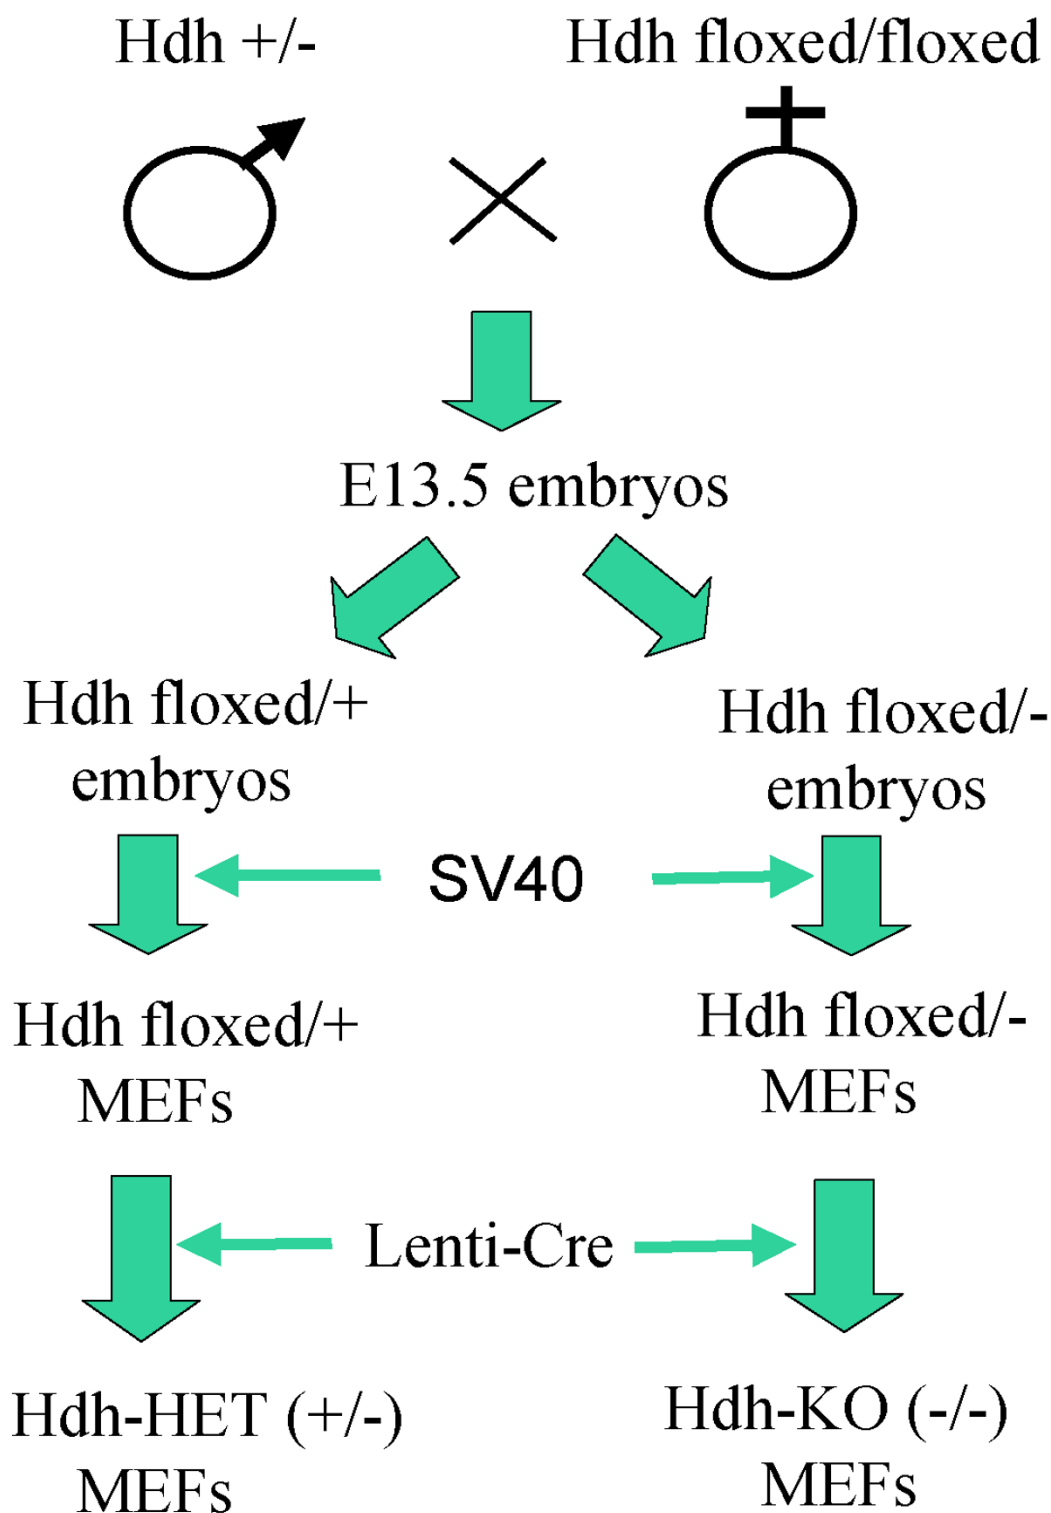 Hdh +/-
Hdh floxed/floxed
E13.5 embryos
Hdh floxed/+
embryos
Hdh floxed/-
embryos
SV40
Hdh floxed/+
MEFs
Hdh floxed/-
MEFs
Lenti-Cre
Hdh-HET (+/-)
MEFs
Hdh-KO (-/-)
MEFs